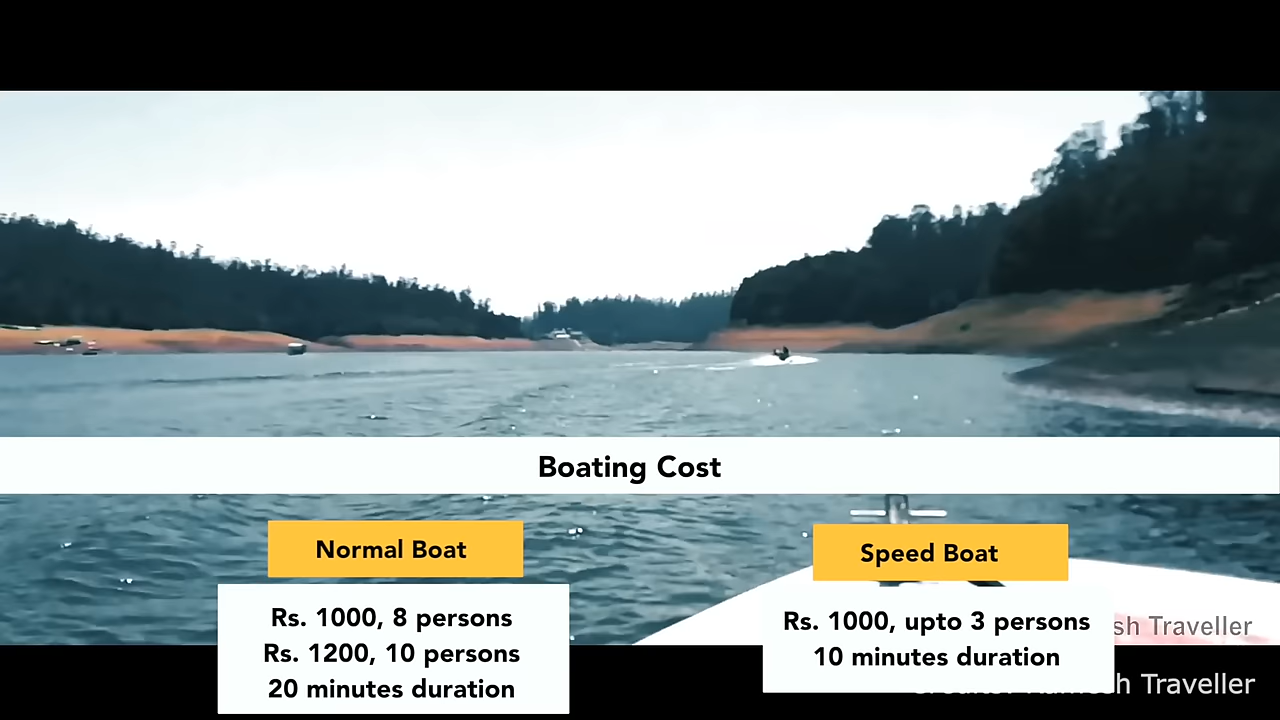 Boating Cost
Normal Boat
Rs. 1000, 8 persons
Rs. 1200, 10 persons
20 minutes duration
Speed Boat
Rs. 1000, upto 3 persons
10 minutes duration
Traveller
Traveller